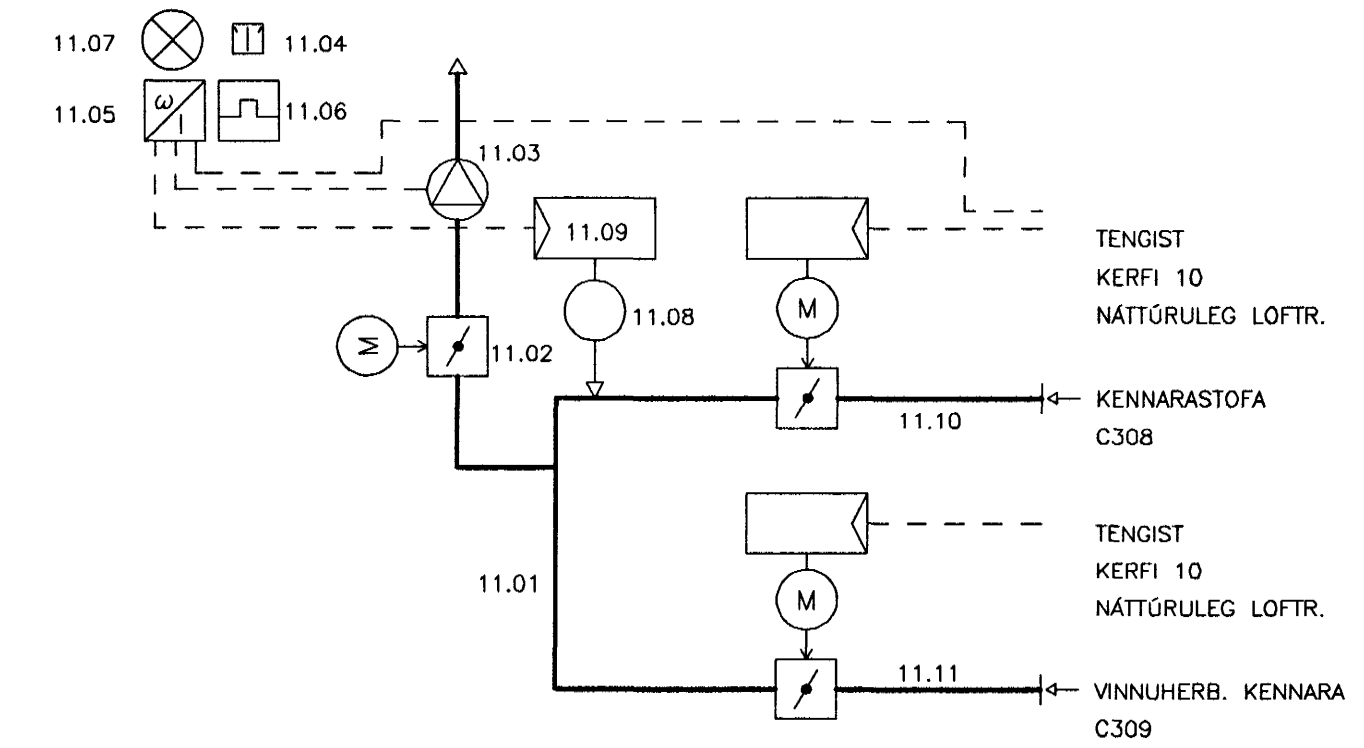 11.07
11.04
11.05
ω
I
11.06
11.03
11.09
TENGIST
KERFI 10
NÁTTÚRULEG LOFTR.
M
11.08
M
11.02
KENNARASTOFA
C308
11.10
TENGIST
KERFI 10
NÁTTÚRULEG LOFTR.
11.01
M
11.11
VINNUHERB. KENNARA
C309